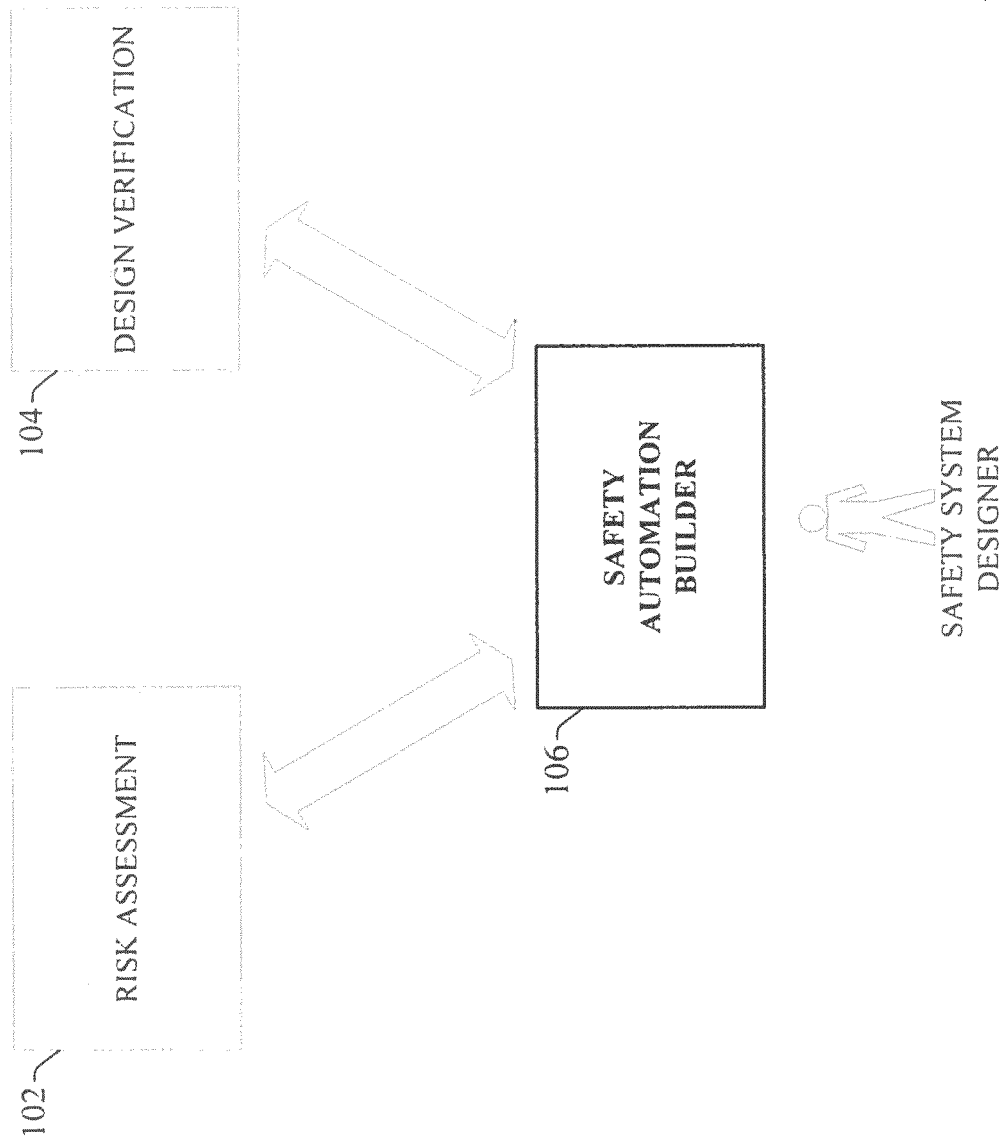 102
RISK ASSESSMENT
104
DESIGN VERIFICATION
106
SAFETY
AUTOMATION
BUILDER
SAFETY SYSTEM
DESIGNER